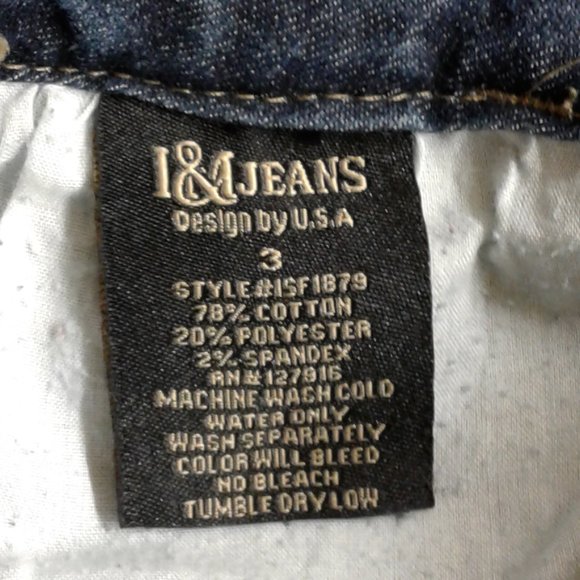 I&M JEANS
Design by U.S.A
3
STYLE#ISF1879
78% COTTON
20% POLYESTER
2% SPANDEX
RN#127816
MACHINE WASH COLD
WATER ONLY
WASH SEPARATELY
COLOR WILL BLEED
NO BLEACH
TUMBLE DRY LOW